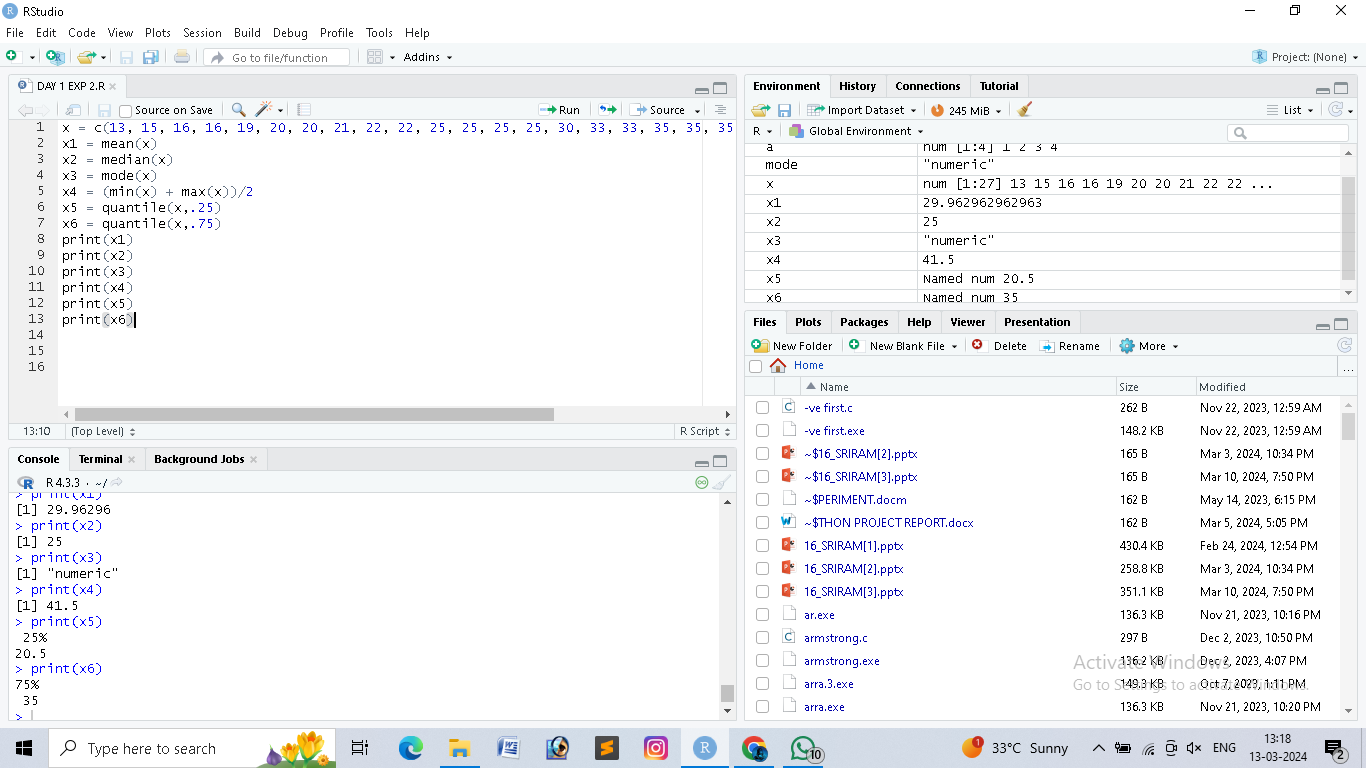 RStudio
File Edit Code View Plots Session Build Debug Profile Tools Help
Go to file/function Addins Project: (None)
DAY 1 EXP 2.R
Source on Save Run Source
1 x = c(13, 15, 16, 16, 19, 20, 20, 21, 22, 22, 25, 25, 25, 25, 30, 33, 33, 35, 35, 35
2 x1 = mean(x)
3 x2 = median(x)
4 x3 = mode(x)
5 x4 = (min(x) + max(x))/2
6 x5 = quantile(x,.25)
7 x6 = quantile(x,.75)
8 print(x1)
9 print(x2)
10 print(x3)
11 print(x4)
12 print(x5)
13 print(x6)
14
15
16
13:10 (Top Level) R Script
Console Terminal Background Jobs
R 4.3.3 · ~/
> print(x1)
[1] 29.96296
> print(x2)
[1] 25
> print(x3)
[1] "numeric"
> print(x4)
[1] 41.5
> print(x5)
25%
20.5
> print(x6)
75%
35
>
Environment History Connections Tutorial
Import Dataset 245 MiB List
R Global Environment
a num [1:4] 1 2 3 4
mode "numeric"
x num [1:27] 13 15 16 16 19 20 20 21 22 22 ...
x1 29.962962962963
x2 25
x3 "numeric"
x4 41.5
x5 Named num 20.5
x6 Named num 35
Files Plots Packages Help Viewer Presentation
New Folder New Blank File Delete Rename More
Home ...
Name Size Modified
-ve first.c 262 B Nov 22, 2023, 12:59 AM
-ve first.exe 148.2 KB Nov 22, 2023, 12:59 AM
~$16_SRIRAM[2].pptx 165 B Mar 3, 2024, 10:34 PM
~$16_SRIRAM[3].pptx 165 B Mar 10, 2024, 7:50 PM
~$PERIMENT.docm 162 B May 14, 2023, 6:15 PM
~$THON PROJECT REPORT.docx 162 B Mar 5, 2024, 5:05 PM
16_SRIRAM[1].pptx 430.4 KB Feb 24, 2024, 12:54 PM
16_SRIRAM[2].pptx 258.8 KB Mar 3, 2024, 10:34 PM
16_SRIRAM[3].pptx 351.1 KB Mar 10, 2024, 7:50 PM
ar.exe 136.3 KB Nov 21, 2023, 10:16 PM
armstrong.c 297 B Dec 2, 2023, 10:50 PM
armstrong.exe 136.2 KB Dec 2, 2023, 4:07 PM
arra.3.exe 149.3 KB Oct 7, 2023, 1:11 PM
arra.exe 136.3 KB Nov 21, 2023, 10:20 PM
Activate Windows
Go to Settings to activate Windows.
Type here to search
10
1 33°C Sunny ENG 13:18
13-03-2024
2